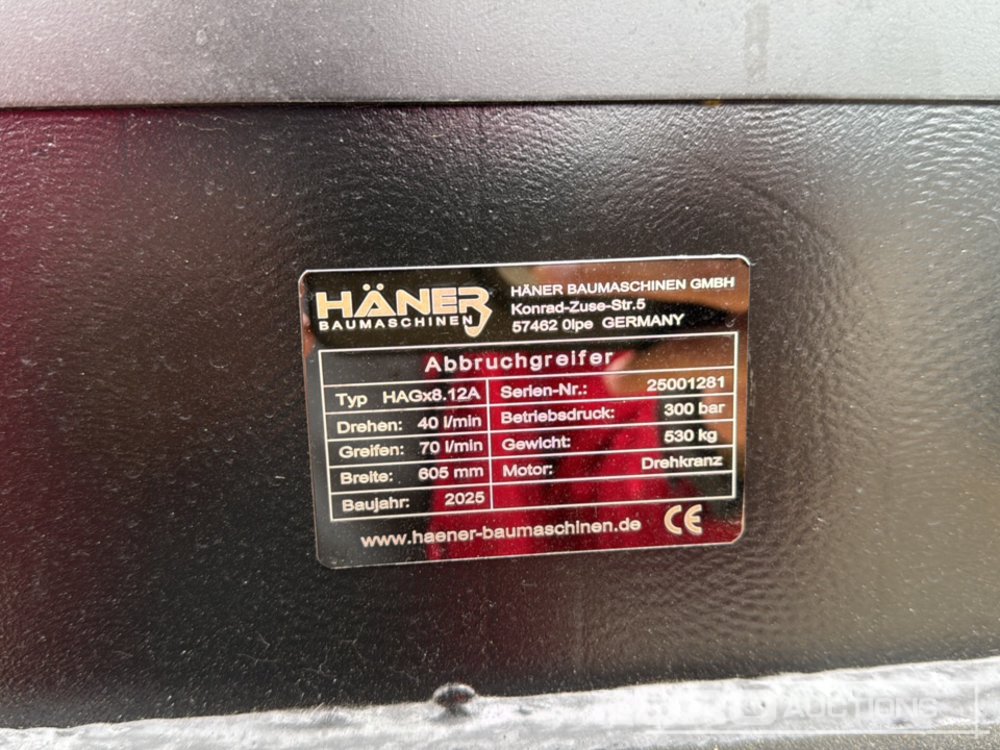 HÄNER
BAUMASCHINEN
HÄNER BAUMASCHINEN GMBH
Konrad-Zuse-Str.5
57462 Olpe GERMANY
Abbruchgreifer
Typ HAGx8.12A
Serien-Nr.: 25001281
Drehen: 40 l/min
Betriebsdruck: 300 bar
Greifen: 70 l/min
Gewicht: 530 kg
Breite: 605 mm
Motor: Drehkranz
Baujahr: 2025
www.haener-baumaschinen.de CE
AUCTIONS